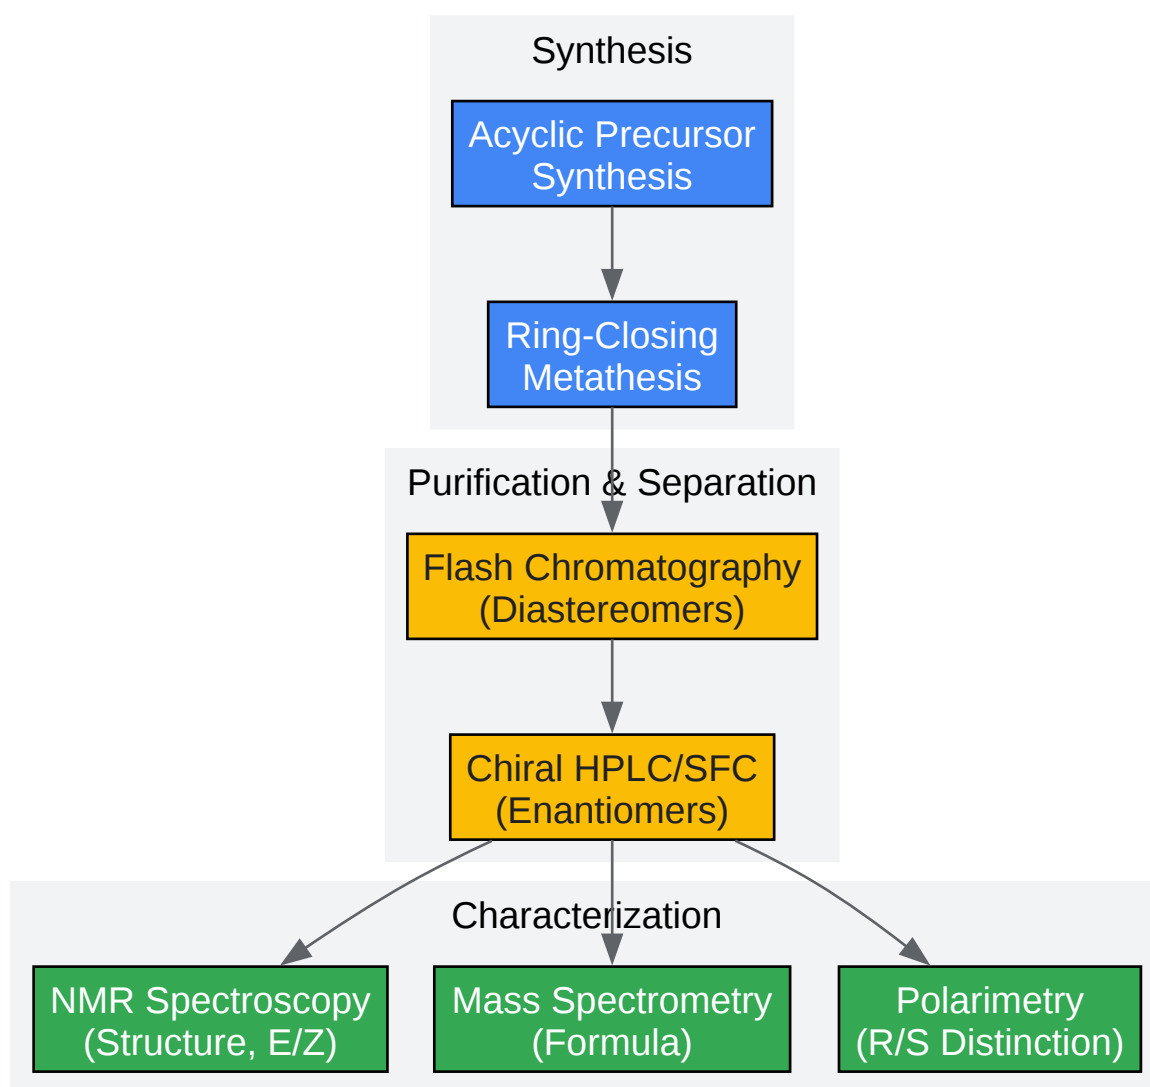 Synthesis
Acyclic Precursor
Synthesis
Ring-Closing
Metathesis
Purification & Separation
Flash Chromatography
(Diastereomers)
Chiral HPLC/SFC
(Enantiomers)
Characterization
NMR Spectroscopy
(Structure, E/Z)
Mass Spectrometry
(Formula)
Polarimetry
(R/S Distinction)